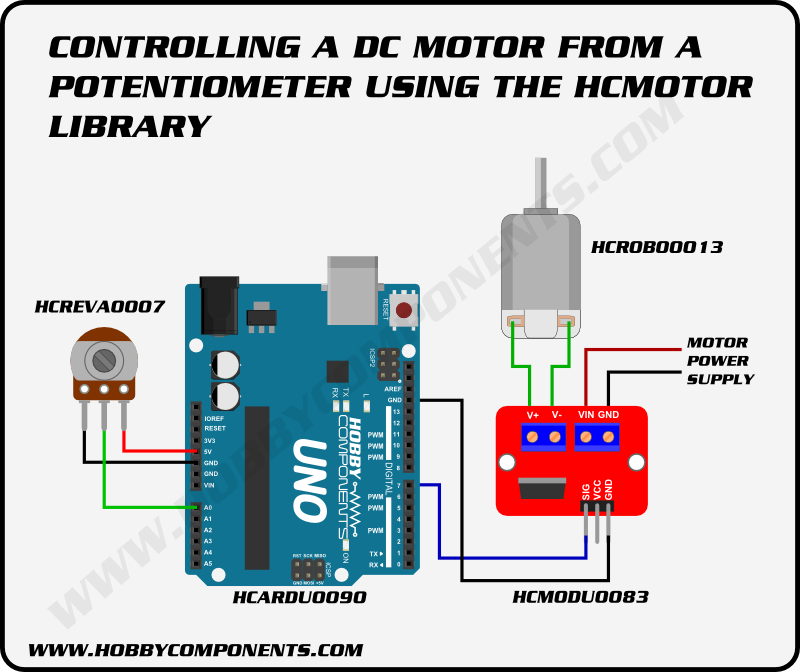 CONTROLLING A DC MOTOR FROM A
POTENTIOMETER USING THE HCMOTOR
LIBRARY
WWW.HOBBYCOMPONENTS.COM
HCROB00013
HCREVA0007
MOTOR
POWER
SUPPLY
RESET
ICSP2
AREF
GND
13
12
11
PWM
10
PWM
9
PWM
8
DIGITAL
7
6
PWM
5
PWM
4
3
PWM
2
TX
1
RX
0
TX
RX
L
ON
IOREF
RESET
3V3
5V
GND
GND
VIN
A0
A1
A2
A3
A4
A5
HOBBY
COMPONENTS
UNO
RST SCK MISO
ICSP
GND MOSI +5V
V+ V- VIN GND
SIG
VCC
GND
HCARDU0090
HCMODU0083
WWW.HOBBYCOMPONENTS.COM